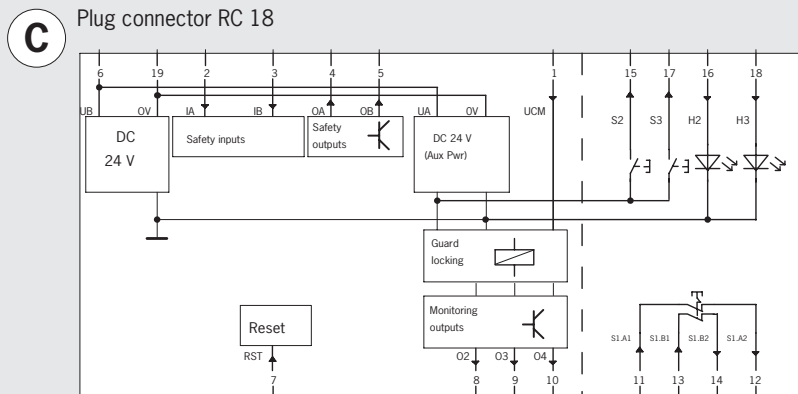 C
Plug connector RC 18
6 19 2 3 4 5 1 15 17 16 18
UB 0V IA IB OA OB UA 0V UCM S2 S3 H2 H3
DC
24 V
Safety inputs
Safety
outputs
DC 24 V
(Aux Pwr)
Guard
locking
Monitoring
outputs
Reset
RST
7
O2 O3 O4
8 9 10
S1.A1 S1.B1 S1.B2 S1.A2
11 13 14 12